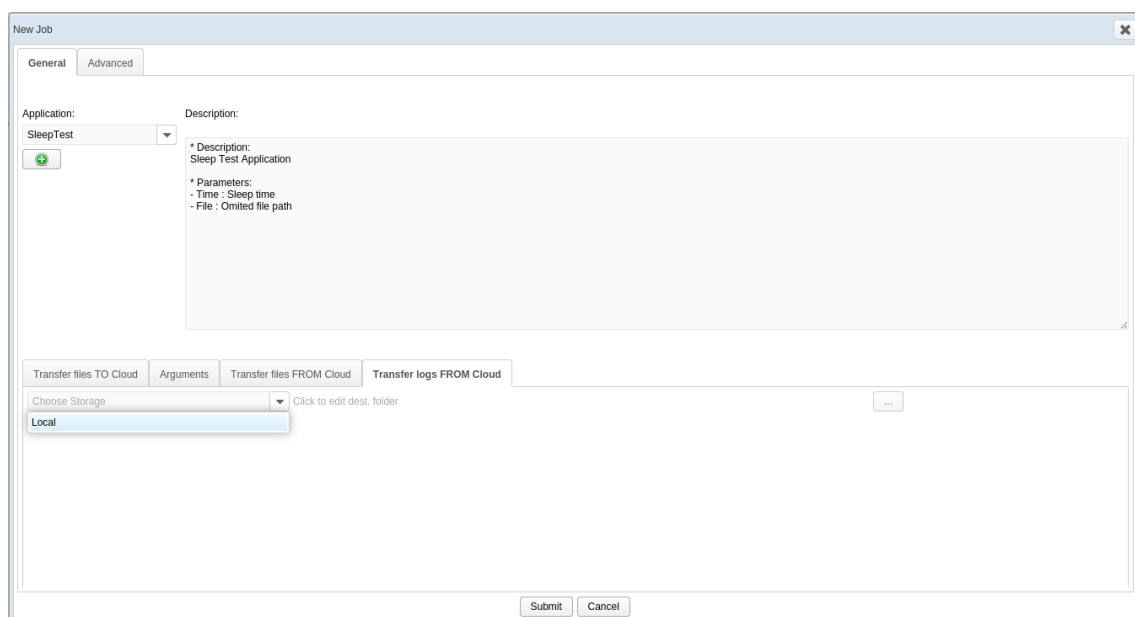 New Job
General
Advanced
Application:
Description:
SleepTest
* Description:
Sleep Test Application
* Parameters:
- Time : Sleep time
- File : Omited file path
Transfer files TO Cloud
Arguments
Transfer files FROM Cloud
Transfer logs FROM Cloud
Choose Storage
Click to edit dest. folder
...
Local
Submit
Cancel